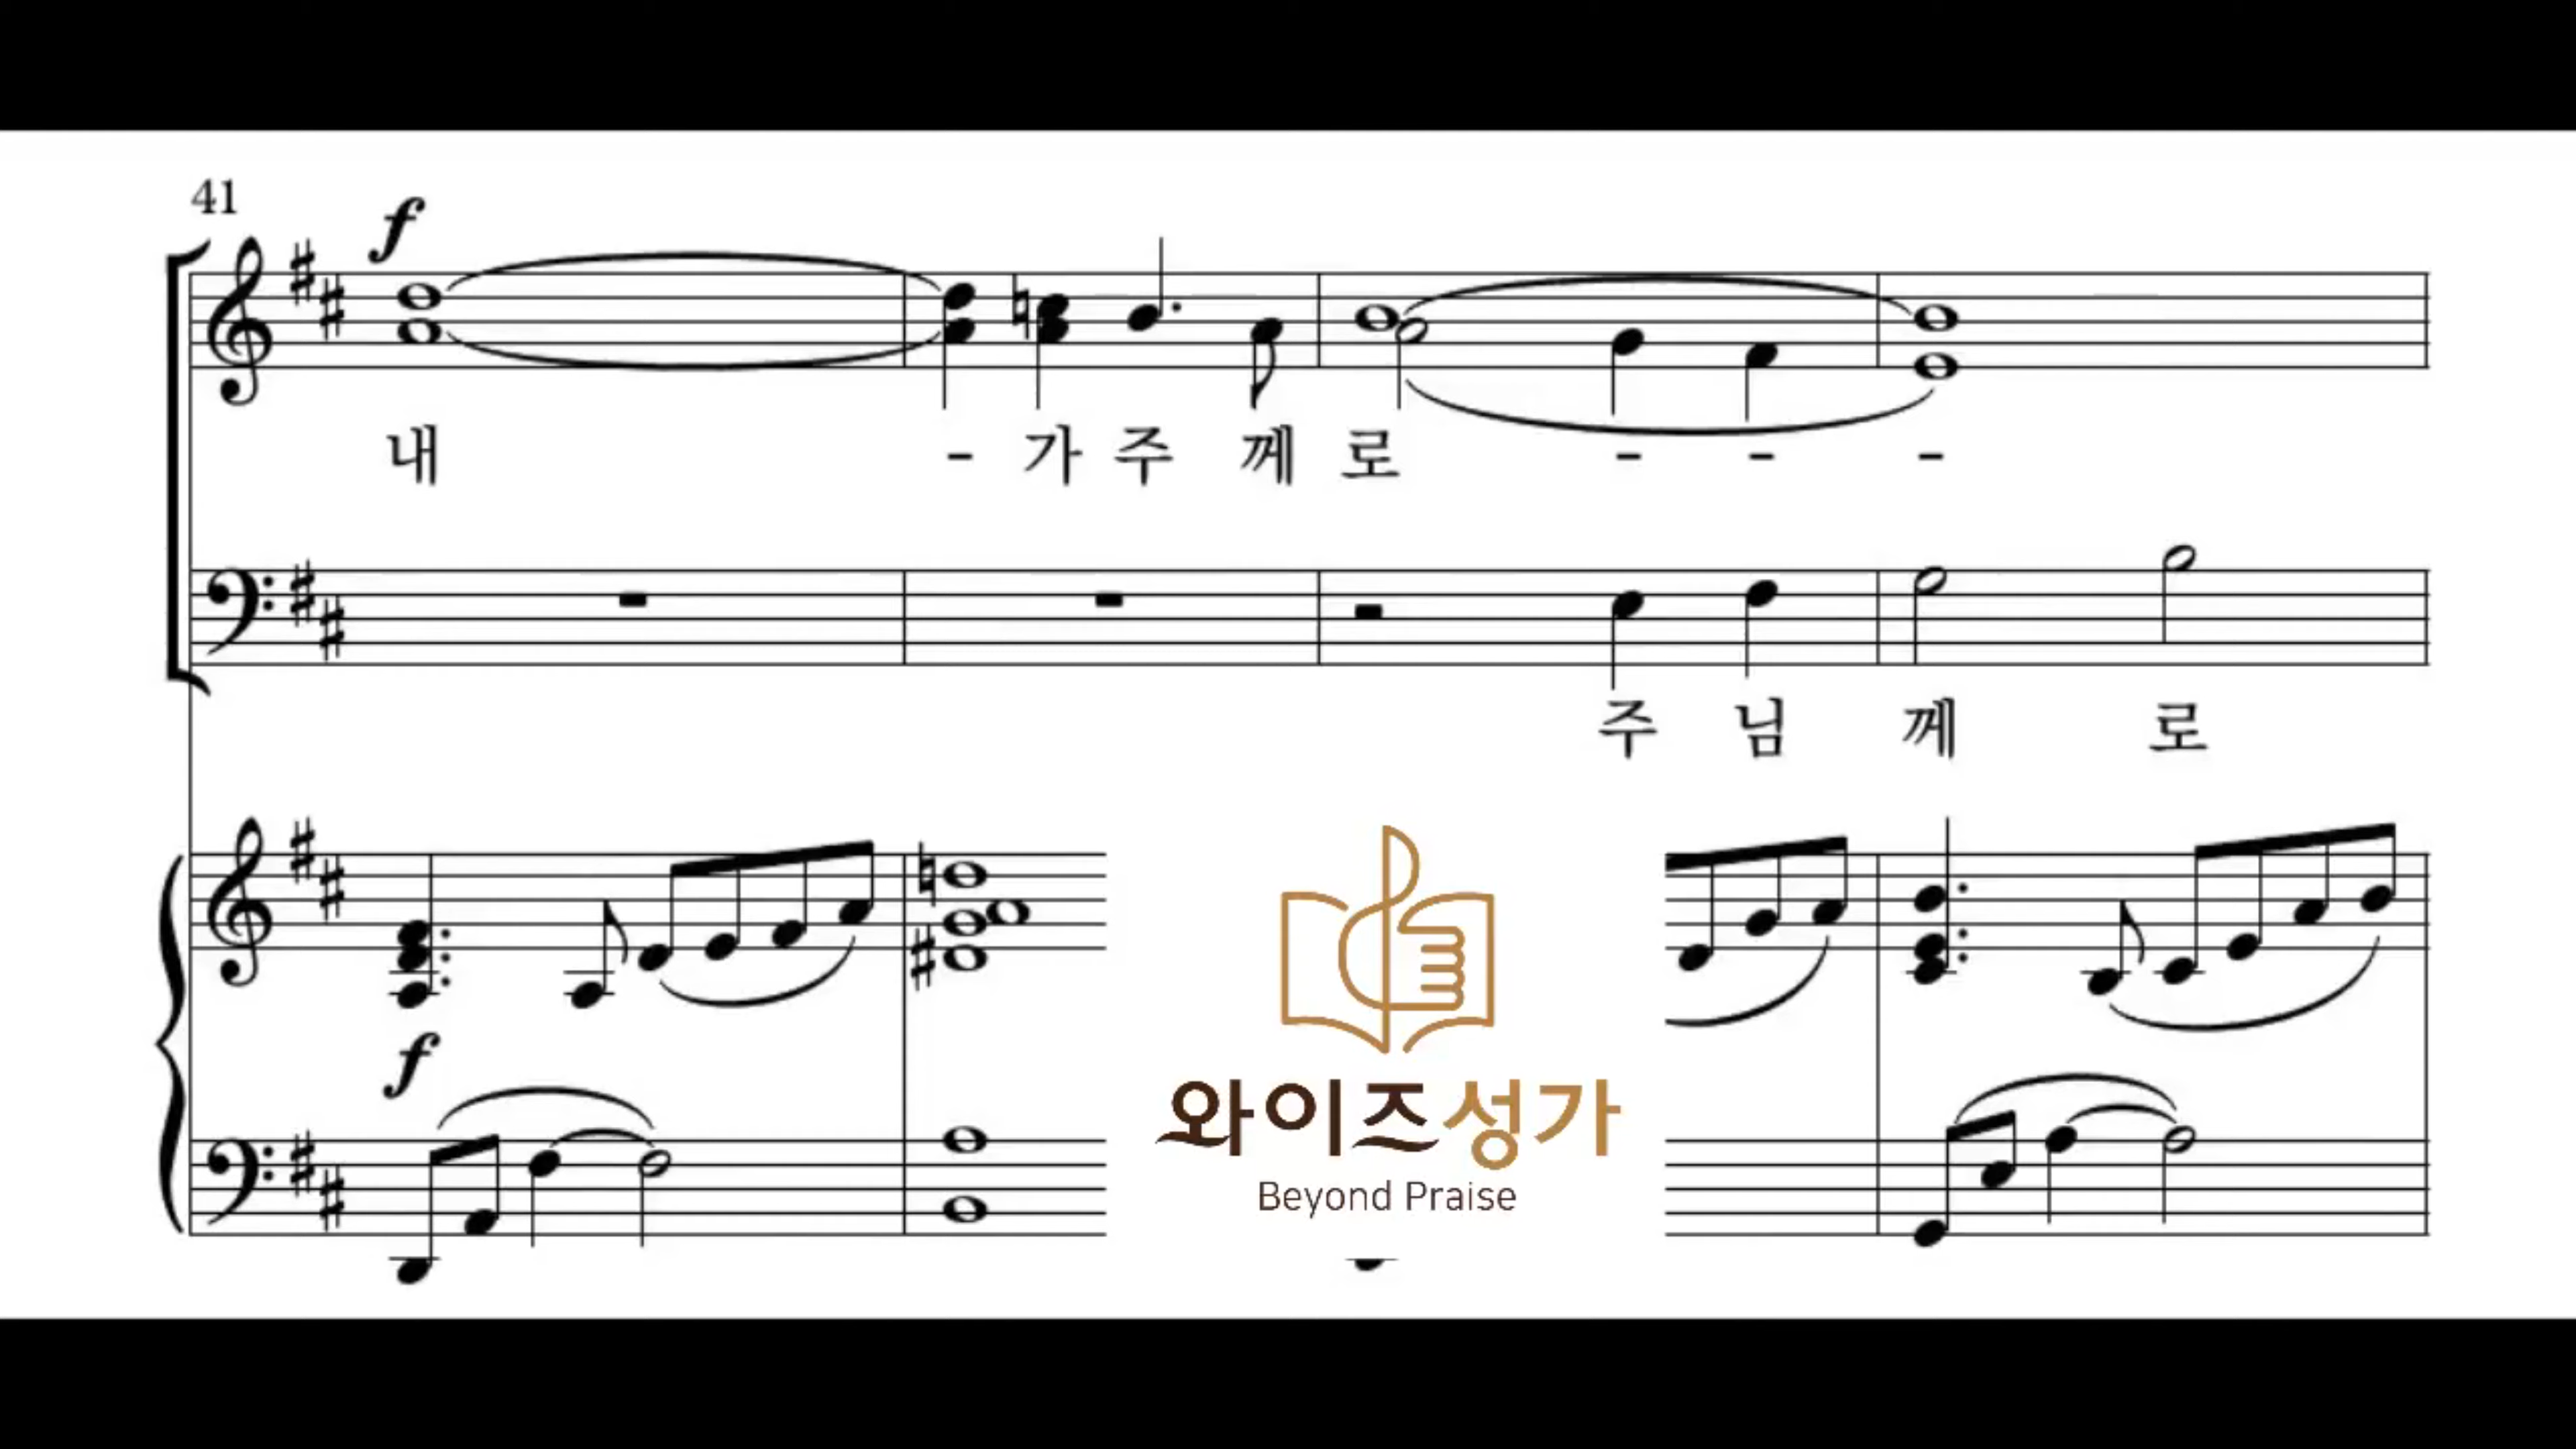 41
f
내 - 가 주 께 로 - - -
주 님 께 로
f
와이즈성가
Beyond Praise